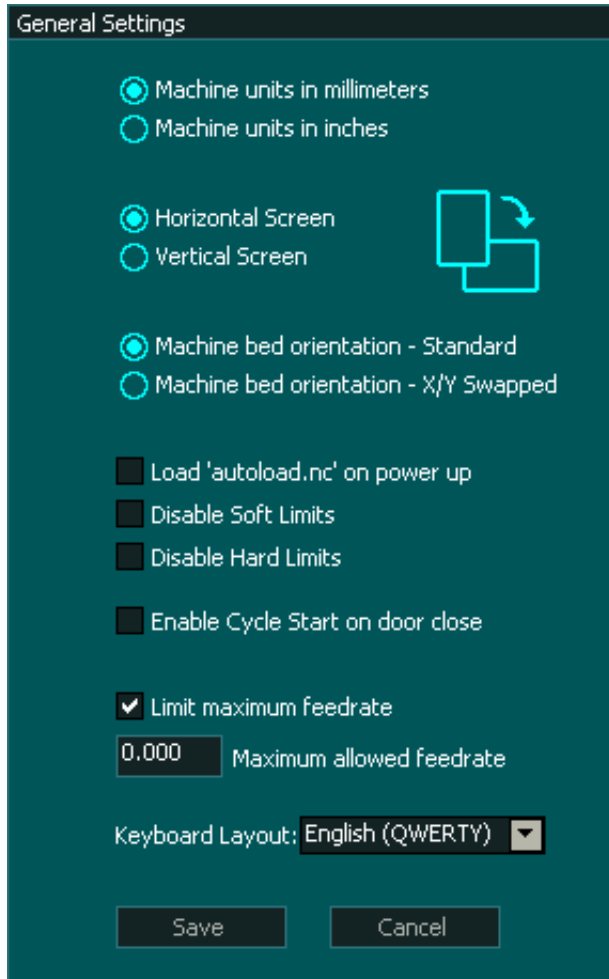 General Settings
Machine units in millimeters
Machine units in inches
Horizontal Screen
Vertical Screen
Machine bed orientation - Standard
Machine bed orientation - X/Y Swapped
Load 'autoload.nc' on power up
Disable Soft Limits
Disable Hard Limits
Enable Cycle Start on door close
Limit maximum feedrate
0.000 Maximum allowed feedrate
Keyboard Layout: English (QWERTY)
Save Cancel